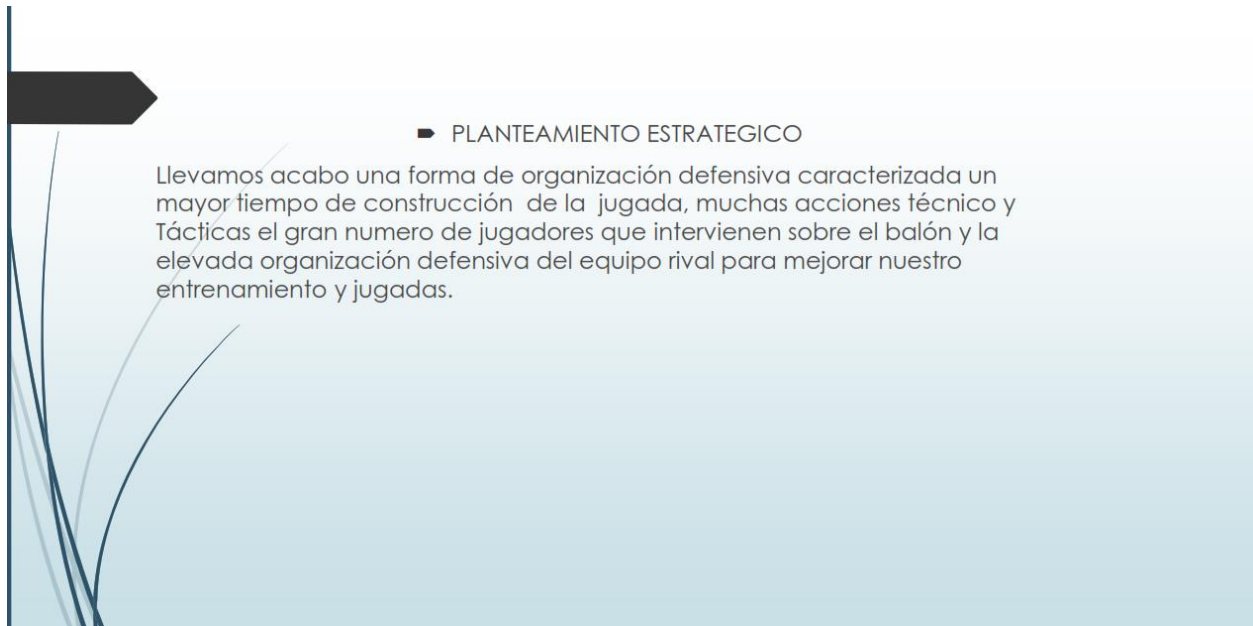 PLANTEAMIENTO ESTRATEGICO
Llevamos acabo una forma de organización defensiva caracterizada un
mayor tiempo de construcción  de la  jugada, muchas acciones técnico y
Tácticas el gran numero de jugadores que intervienen sobre el balón y la
elevada organización defensiva del equipo rival para mejorar nuestro
entrenamiento y jugadas.